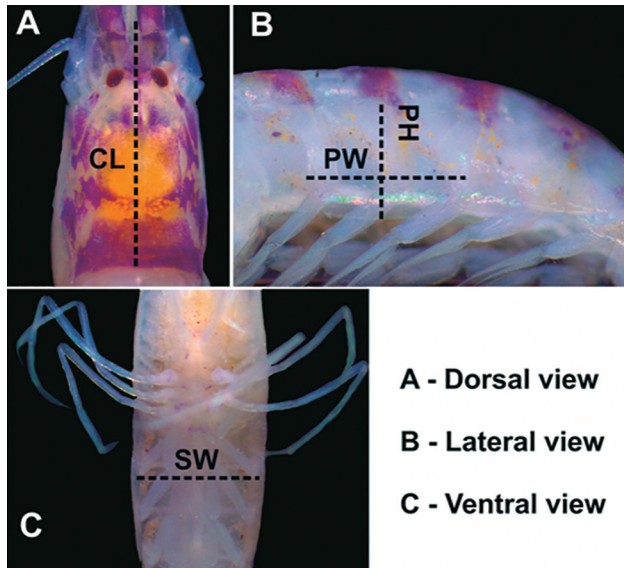 A
CL
B
PH
PW
SW
C
A - Dorsal view
B - Lateral view
C - Ventral view